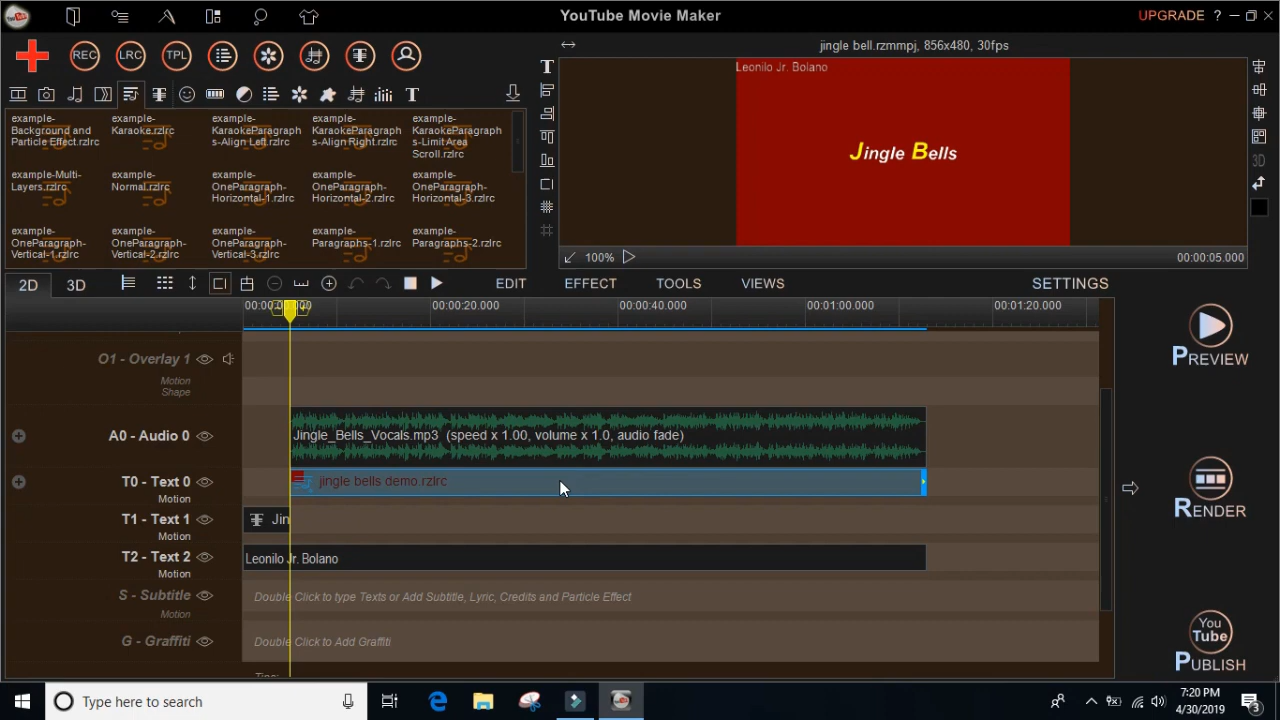 YouTube Movie Maker
UPGRADE ?
REC LRC TPL
jingle bell.rzmmpj, 856x480, 30fps
example-
Background and
Particle Effect.rzlrc
example-
Karaoke.rzlrc
example-
KaraokeParagraph
s-Align Left.rzlrc
example-
KaraokeParagraph
s-Align Right.rzlrc
example-
KaraokeParagraph
s-Limit Area
Scroll.rzlrc
example-Multi-
Layers.rzlrc
example-
Normal.rzlrc
example-
OneParagraph-
Horizontal-1.rzlrc
example-
OneParagraph-
Horizontal-2.rzlrc
example-
OneParagraph-
Horizontal-3.rzlrc
example-
OneParagraph-
Vertical-1.rzlrc
example-
OneParagraph-
Vertical-2.rzlrc
example-
OneParagraph-
Vertical-3.rzlrc
example-
Paragraphs-1.rzlrc
example-
Paragraphs-2.rzlrc
Leonilo Jr. Bolano
Jingle Bells
3D
100%
00:00:05.000
2D 3D
EDIT EFFECT TOOLS VIEWS SETTINGS
00:00:20.000 00:00:40.000 00:01:00.000 00:01:20.000
O1 - Overlay 1
Motion
Shape
A0 - Audio 0
Jingle_Bells_Vocals.mp3 (speed x 1.00, volume x 1.0, audio fade)
T0 - Text 0
Motion
jingle bells demo.rzlrc
T1 - Text 1
Motion
Jin
T2 - Text 2
Motion
Leonilo Jr. Bolano
S - Subtitle
Motion
Double Click to type Texts or Add Subtitle, Lyric, Credits and Particle Effect
G - Graffiti
Double Click to Add Graffiti
PREVIEW
RENDER
You
Tube
PUBLISH
Type here to search
7:20 PM
4/30/2019
3